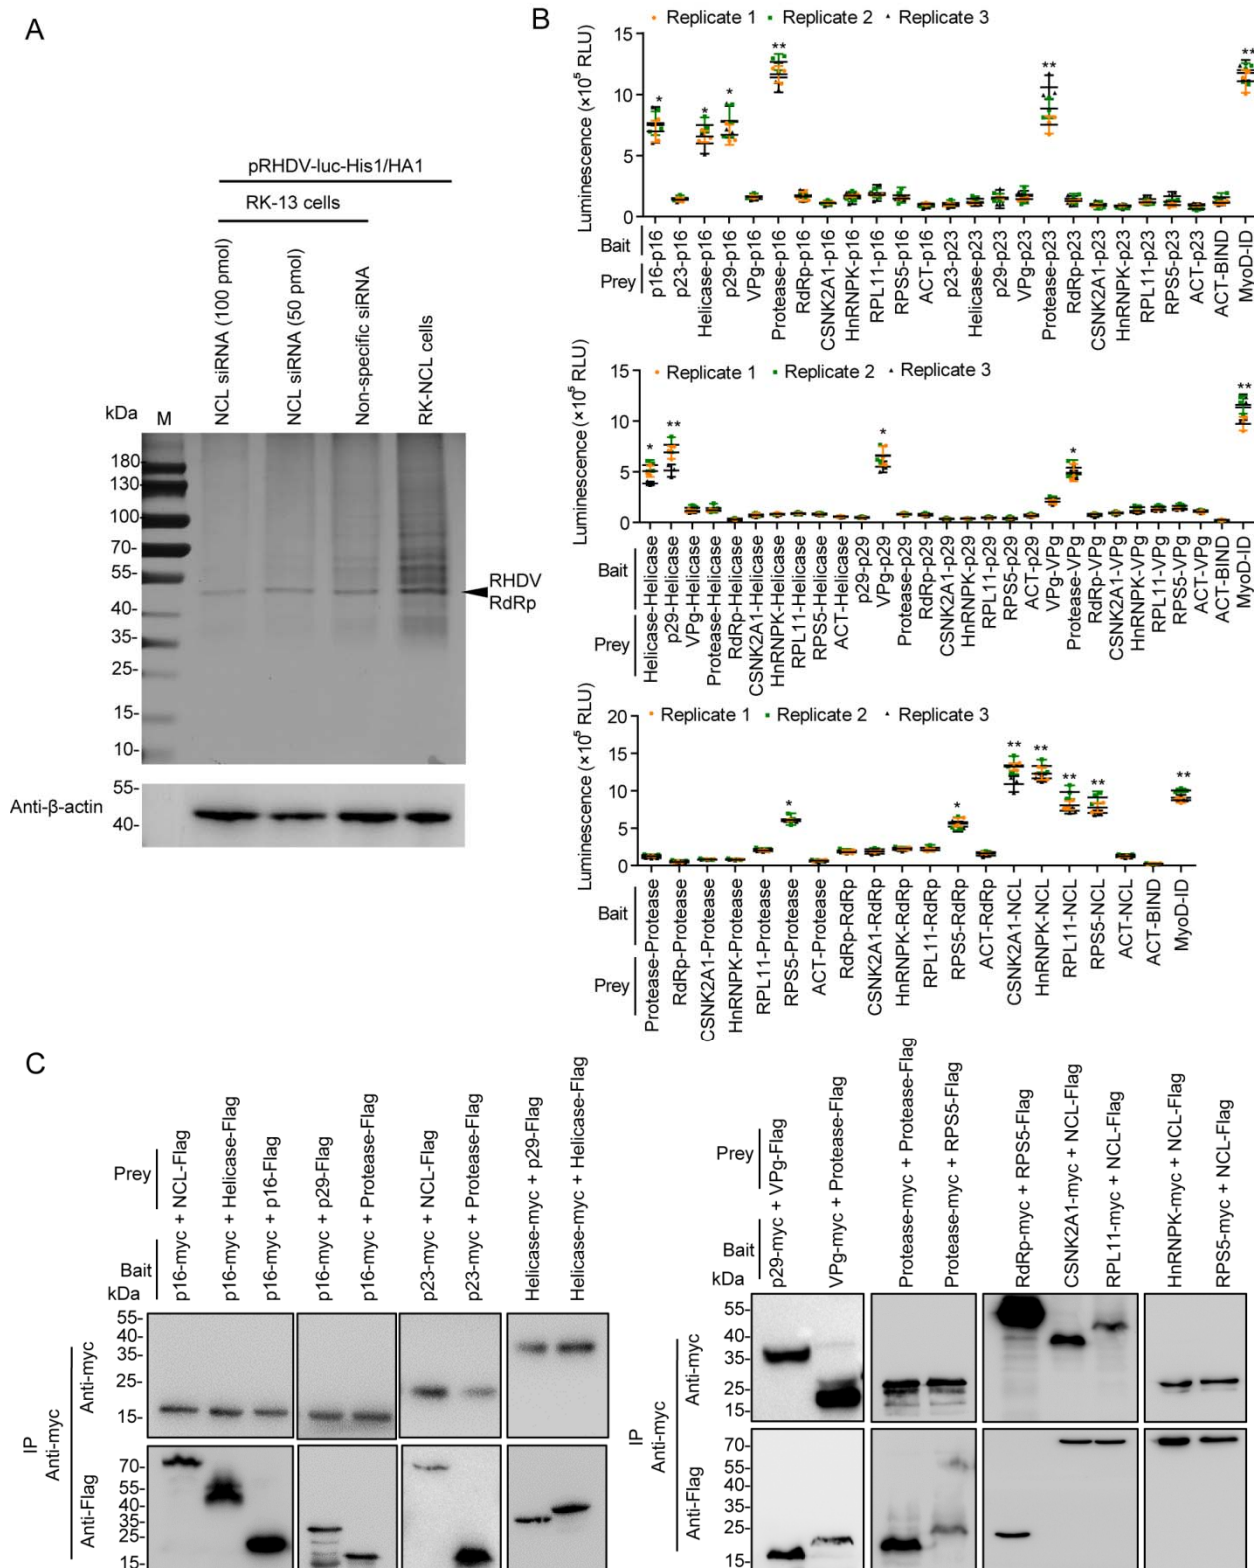 A
pRHDV-luc-His1/HA1
RK-13 cells
NCL siRNA (100 pmol)
NCL siRNA (50 pmol)
Non-specific siRNA
RK-NCL cells
kDa
M
180
130
100
70
55
40
35
25
15
10
RHDV
RdRp
Anti-β-actin
55
40
B
Replicate 1
Replicate 2
Replicate 3
Luminescence (×10⁵ RLU)
15
10
5
0
* * * ** ** **
Bait
Prey
p16-p16
p23-p16
Helicase-p16
p29-p16
VPg-p16
Protease-p16
RdRp-p16
CSNK2A1-p16
HnRNPK-p16
RPL11-p16
RPS5-p16
ACT-p16
p23-p23
Helicase-p23
p29-p23
VPg-p23
Protease-p23
RdRp-p23
CSNK2A1-p23
HnRNPK-p23
RPL11-p23
RPS5-p23
ACT-p23
ACT-BIND
MyoD-ID
Replicate 1
Replicate 2
Replicate 3
Luminescence (×10⁵ RLU)
15
10
5
0
* ** * * **
Bait
Prey
Helicase-Helicase
p29-Helicase
VPg-Helicase
Protease-Helicase
RdRp-Helicase
CSNK2A1-Helicase
HnRNPK-Helicase
RPL11-Helicase
RPS5-Helicase
ACT-Helicase
p29-p29
VPg-p29
Protease-p29
RdRp-p29
CSNK2A1-p29
HnRNPK-p29
RPL11-p29
RPS5-p29
ACT-p29
VPg-VPg
Protease-VPg
RdRp-VPg
CSNK2A1-VPg
HnRNPK-VPg
RPL11-VPg
RPS5-VPg
ACT-VPg
ACT-BIND
MyoD-ID
Replicate 1
Replicate 2
Replicate 3
Luminescence (×10⁵ RLU)
20
15
10
5
0
* * ** ** ** ** **
Bait
Prey
Protease-Protease
RdRp-Protease
CSNK2A1-Protease
HnRNPK-Protease
RPL11-Protease
RPS5-Protease
ACT-Protease
RdRp-RdRp
CSNK2A1-RdRp
HnRNPK-RdRp
RPL11-RdRp
RPS5-RdRp
ACT-RdRp
CSNK2A1-NCL
HnRNPK-NCL
RPL11-NCL
RPS5-NCL
ACT-NCL
ACT-BIND
MyoD-ID
C
Prey
Bait
kDa
p16-myc + NCL-Flag
p16-myc + Helicase-Flag
p16-myc + p16-Flag
p16-myc + p29-Flag
p16-myc + Protease-Flag
p23-myc + NCL-Flag
p23-myc + Protease-Flag
Helicase-myc + p29-Flag
Helicase-myc + Helicase-Flag
IP
Anti-myc
Anti-myc
55
40
35
25
15
Anti-Flag
70
55
40
35
25
15
Prey
Bait
kDa
p29-myc + VPg-Flag
VPg-myc + Protease-Flag
Protease-myc + Protease-Flag
Protease-myc + RPS5-Flag
RdRp-myc + RPS5-Flag
CSNK2A1-myc + NCL-Flag
RPL11-myc + NCL-Flag
HnRNPK-myc + NCL-Flag
RPS5-myc + NCL-Flag
IP
Anti-myc
Anti-myc
55
40
35
25
15
Anti-Flag
70
55
40
35
25
15